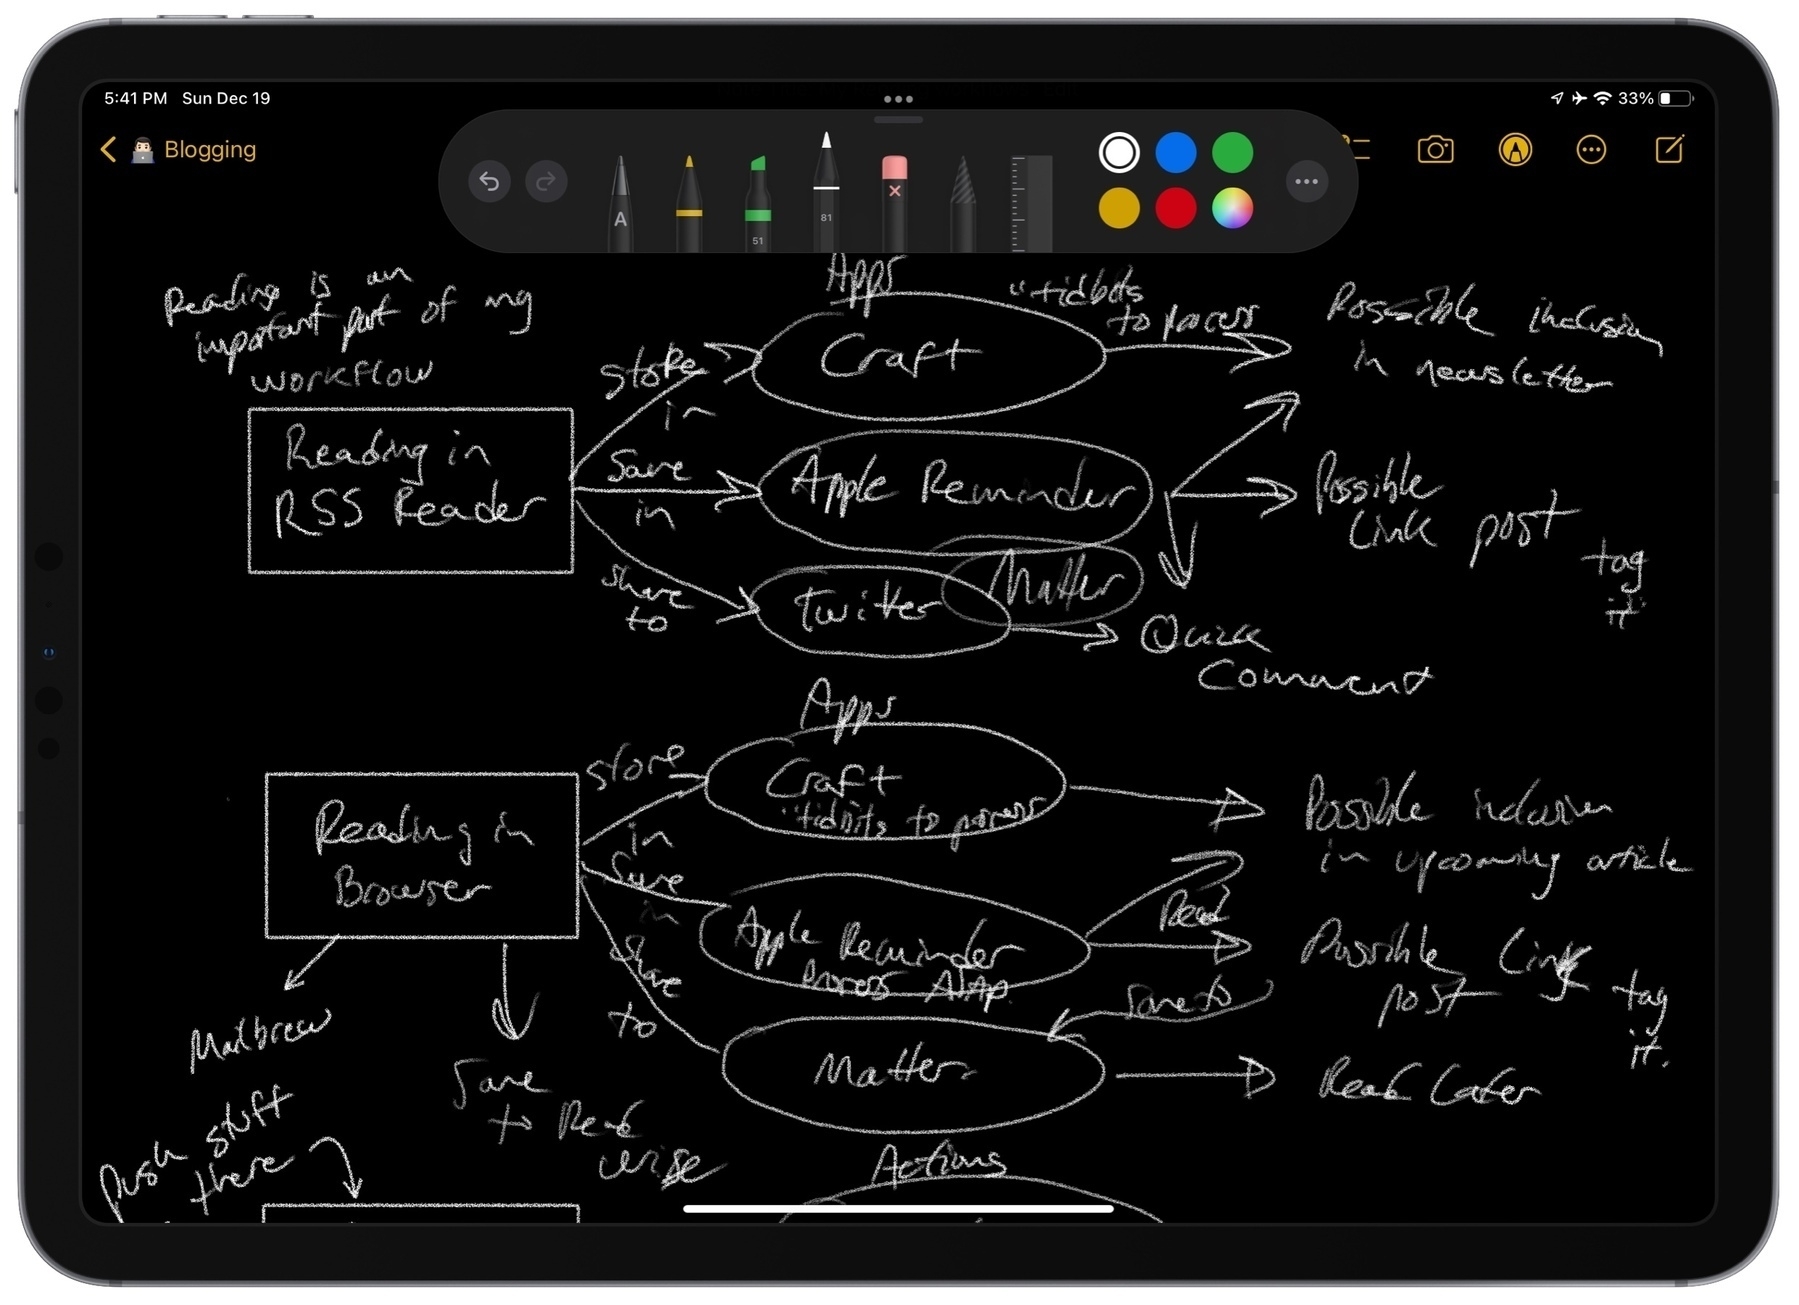 5:41 PM Sun Dec 19
33%
Blogging
A
51
81
Reading is an
important part of my
workflow
Apps
"tidbits
to process
Craft
Possible inclusion
in newsletter
store
in
Reading in
RSS Reader
Save
in
Apple Reminder
Possible
Link post
tag
it
Matter
share
to
Twitter
Quick
Comment
Apps
store
in
Craft
"tidbits to process
Possible inclusion
in upcoming article
Reading in
Browser
Save
in
Apple Reminder
Process ASAP.
Read
Possible Link
post
tag
it.
Share
to
Save to
Matter
Read Later
Mailbrew
Save
to Read
wise
Push stuff
there
Actions